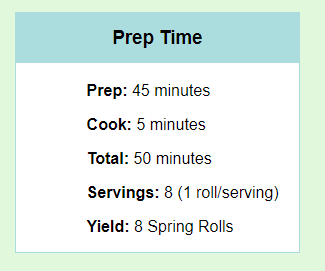 Prep Time
Prep: 45 minutes
Cook: 5 minutes
Total: 50 minutes
Servings: 8 (1 roll/serving)
Yield: 8 Spring Rolls